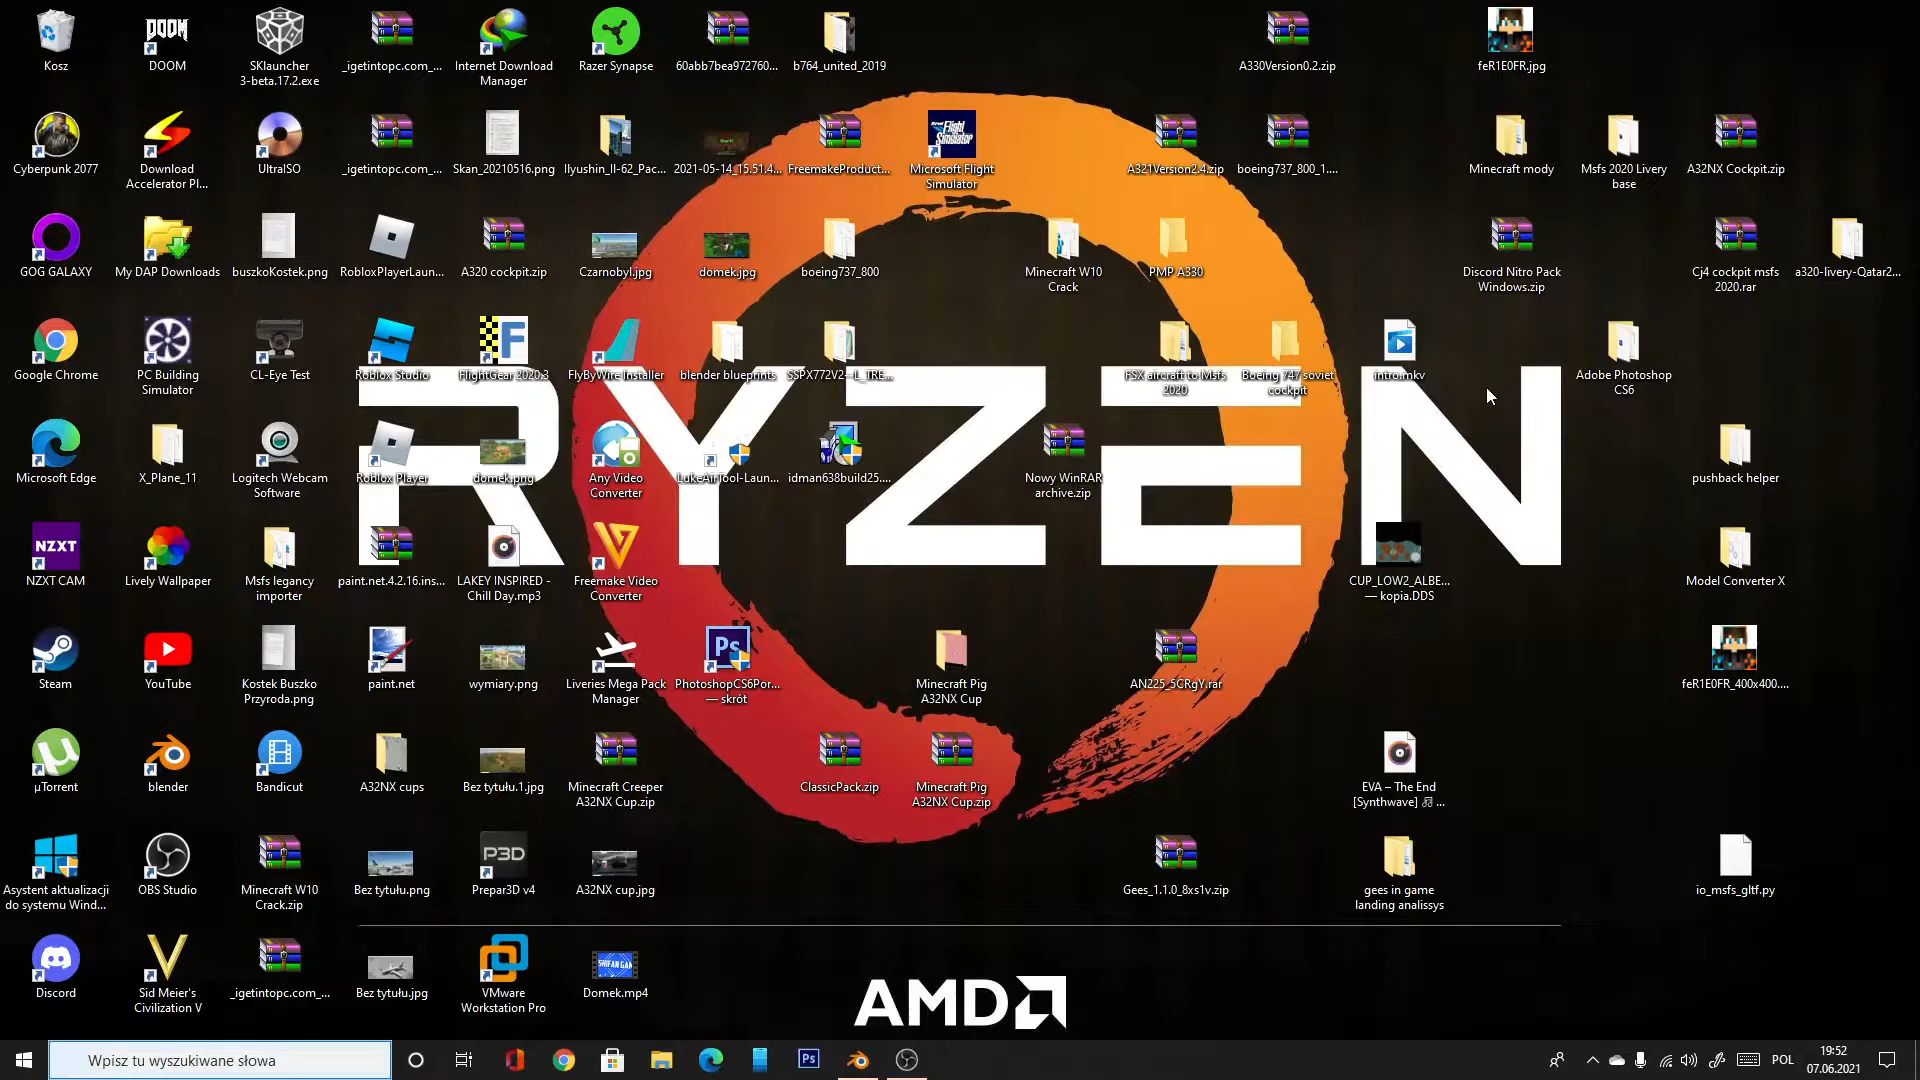 Kosz
DOOM
DOOM
SKlauncher
3-beta.17.2.exe
_igetintopc.com_...
Internet Download
Manager
Razer Synapse
60abb7bea972760...
b764_united_2019
A330Version0.2.zip
feR1E0FR.jpg
Cyberpunk 2077
Download
Accelerator Pl...
UltraISO
_igetintopc.com_...
Skan_20210516.png
Ilyushin_Il-62_Pac...
2021-05-14_15.51.4...
FreemakeProduct...
Flight
Simulator
Microsoft Flight
Simulator
A321Version2.4.zip
boeing737_800_1....
Minecraft mody
Msfs 2020 Livery
base
A32NX Cockpit.zip
GOG GALAXY
My DAP Downloads
buszkoKostek.png
RobloxPlayerLaun...
A320 cockpit.zip
Czarnobyl.jpg
domek.jpg
boeing737_800
Minecraft W10
Crack
PMP A330
Discord Nitro Pack
Windows.zip
Cj4 cockpit msfs
2020.rar
a320-livery-Qatar2...
Google Chrome
PC Building
Simulator
CL-Eye Test
Roblox Studio
FlightGear 2020.3
FlyByWire Installer
blender blueprints
SSPX772V2--L_TRE...
FSX aircraft to Msfs
2020
Boeing 747 soviet
cockpit
intro.mkv
Adobe Photoshop
CS6
RYZEN
Microsoft Edge
X_Plane_11
Logitech Webcam
Software
Roblox Player
domek.png
Any Video
Converter
LukeAirTool-Laun...
idman638build25....
Nowy WinRAR
archive.zip
pushback helper
NZXT
NZXT CAM
Lively Wallpaper
Msfs legacy
importer
paint.net.4.2.16.ins...
LAKEY INSPIRED -
Chill Day.mp3
Freemake Video
Converter
CUP_LOW2_ALBE...
— kopia.DDS
Model Converter X
Steam
YouTube
Kostek Buszko
Przyroda.png
paint.net
wymiary.png
Liveries Mega Pack
Manager
Ps
PhotoshopCS6Por...
— skrót
Minecraft Pig
A32NX Cup
AN225_5CRgY.rar
feR1E0FR_400x400....
µTorrent
blender
Bandicut
A32NX cups
Bez tytułu.1.jpg
Minecraft Creeper
A32NX Cup.zip
ClassicPack.zip
Minecraft Pig
A32NX Cup.zip
EVA – The End
[Synthwave] 🎵 ...
Asystent aktualizacji
do systemu Wind...
OBS Studio
Minecraft W10
Crack.zip
Bez tytułu.png
P3D
Prepar3D v4
A32NX cup.jpg
Gees_1.1.0_8xs1v.zip
gees in game
landing analissys
io_msfs_gltf.py
Discord
Sid Meier's
Civilization V
_igetintopc.com_...
Bez tytułu.jpg
VMware
Workstation Pro
Domek.mp4
AMD
Wpisz tu wyszukiwane słowa
Ps
POL
19:52
07.06.2021